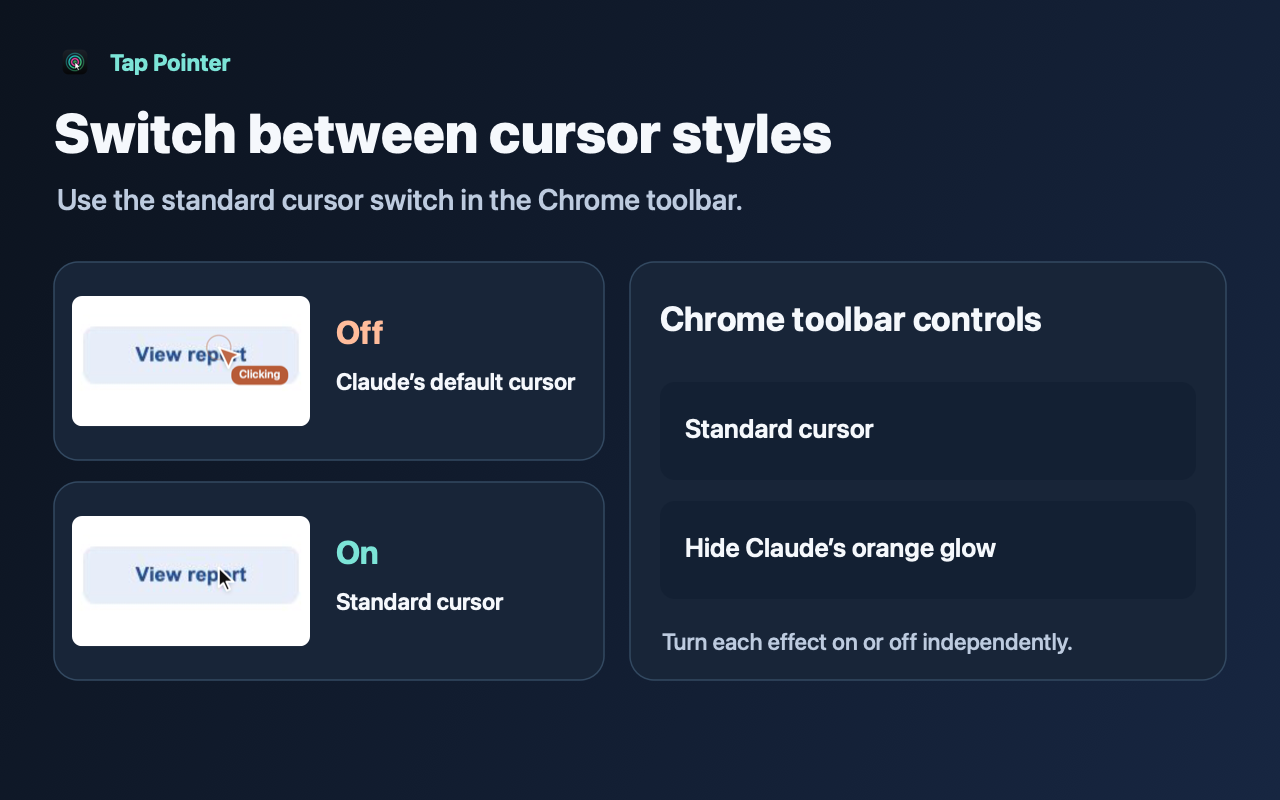 Tap Pointer
Switch between cursor styles
Use the standard cursor switch in the Chrome toolbar.
View report
Clicking
Off
Claude’s default cursor
View report
On
Standard cursor
Chrome toolbar controls
Standard cursor
Hide Claude’s orange glow
Turn each effect on or off independently.